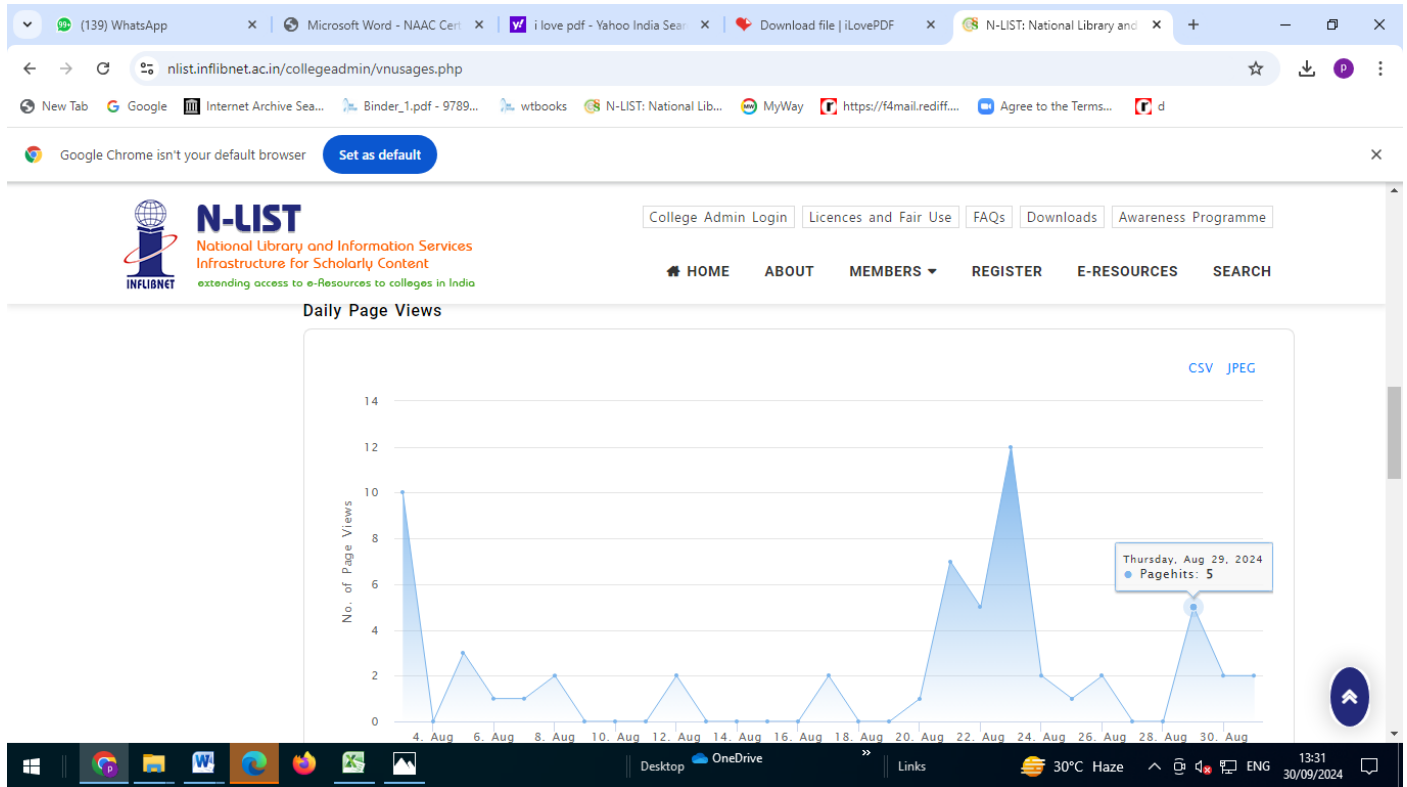 99+ (139) WhatsApp
Microsoft Word - NAAC Cert
i love pdf - Yahoo India Sear
Download file | iLovePDF
N-LIST: National Library and
nlist.inflibnet.ac.in/collegeadmin/vnusages.php
P
New Tab
Google
Internet Archive Sea...
Binder_1.pdf - 9789...
wtbooks
N-LIST: National Lib...
MyWay
https://f4mail.rediff....
Agree to the Terms...
d
Google Chrome isn't your default browser
Set as default
INFLIBNET
N-LIST
National Library and Information Services
Infrastructure for Scholarly Content
extending access to e-Resources to colleges in India
College Admin Login
Licences and Fair Use
FAQs
Downloads
Awareness Programme
HOME
ABOUT
MEMBERS
REGISTER
E-RESOURCES
SEARCH
Daily Page Views
CSV JPEG
No. of Page Views
14
12
10
8
6
4
2
0
Thursday, Aug 29, 2024
Pagehits: 5
4. Aug 6. Aug 8. Aug 10. Aug 12. Aug 14. Aug 16. Aug 18. Aug 20. Aug 22. Aug 24. Aug 26. Aug 28. Aug 30. Aug
Desktop
OneDrive
»
Links
30°C Haze
ENG
13:31
30/09/2024